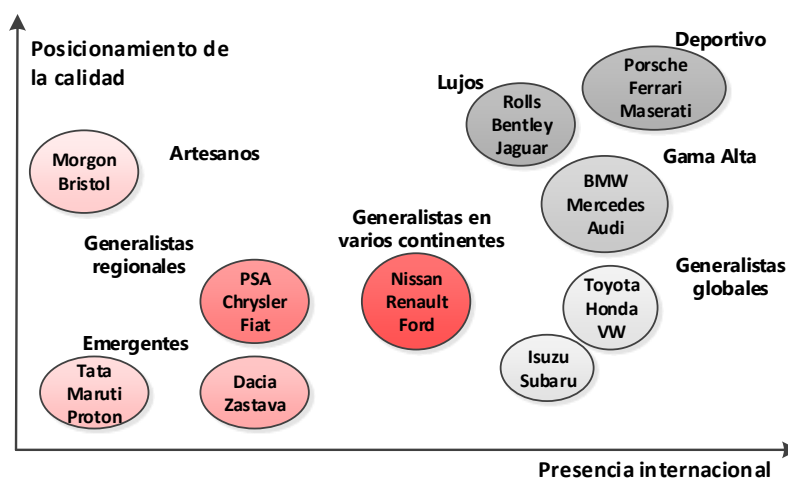 Posicionamiento de
la calidad
Deportivo
Porsche
Ferrari
Maserati
Lujos
Rolls
Bentley
Jaguar
Artesanos
Morgon
Bristol
Gama Alta
BMW
Mercedes
Audi
Generalistas en
varios continentes
Nissan
Renault
Ford
Generalistas
regionales
PSA
Chrysler
Fiat
Generalistas
globales
Toyota
Honda
VW
Isuzu
Subaru
Emergentes
Tata
Maruti
Proton
Dacia
Zastava
Presencia internacional